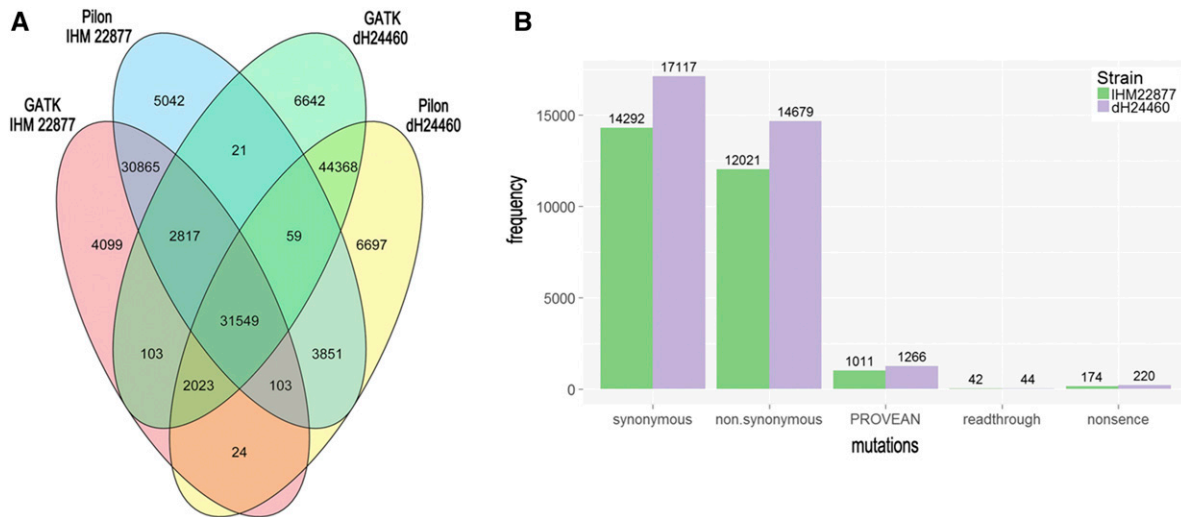 A
Pilon
IHM 22877
GATK
dH24460
GATK
IHM 22877
Pilon
dH24460
5042
6642
30865
21
44368
4099
2817
59
6697
31549
103
3851
2023
103
24
B
Strain
IHM22877
dH24460
frequency
15000
10000
5000
0
14292
17117
12021
14679
1011
1266
42
44
174
220
synonymous
non.synonymous
PROVEAN
readthrough
nonsence
mutations